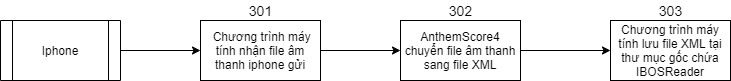 301
302
303
Iphone
Chương trình máy
tính nhận file âm
thanh iphone gửi
AnthemScore4
chuyển file âm thanh
sang file XML
Chương trình máy
tính lưu file XML tại
thư mục gốc chứa
IBOSReader